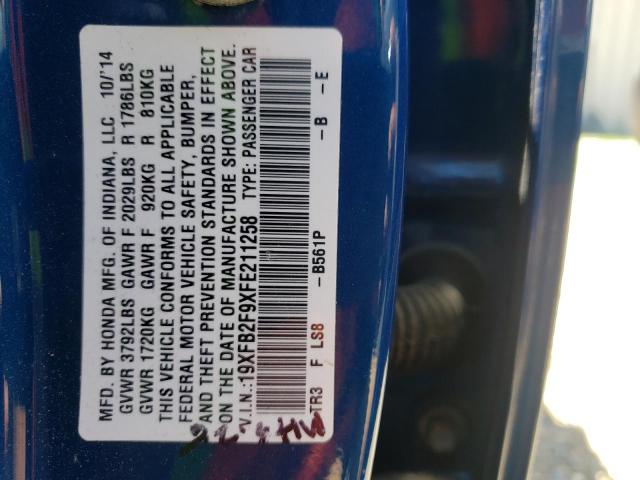 MFD. BY HONDA MFG. OF INDIANA, LLC 10/'14
GVWR 3792LBS GAWR F 2029LBS R 1786LBS
GVWR 1720KG GAWR F 920KG R 810KG
THIS VEHICLE CONFORMS TO ALL APPLICABLE
FEDERAL MOTOR VEHICLE SAFETY, BUMPER,
AND THEFT PREVENTION STANDARDS IN EFFECT
ON THE DATE OF MANUFACTURE SHOWN ABOVE.
V.I.N.:19XFB2F9XFE211258 TYPE: PASSENGER CAR
TR3 F LS8 -B561P -B -E